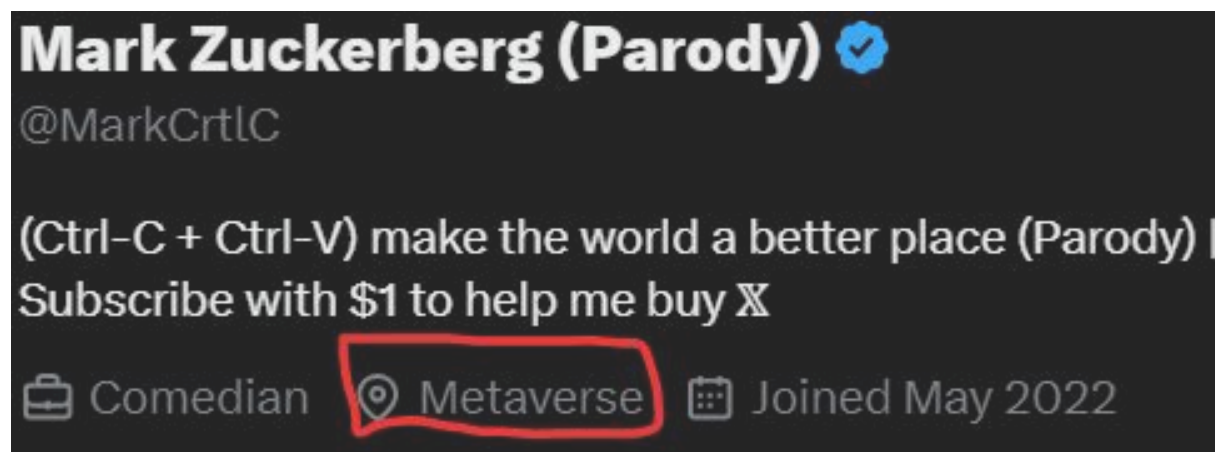 Mark Zuckerberg (Parody)
@MarkCrtlC
(Ctrl-C + Ctrl-V) make the world a better place (Parody) |
Subscribe with $1 to help me buy 𝕏
Comedian Metaverse Joined May 2022